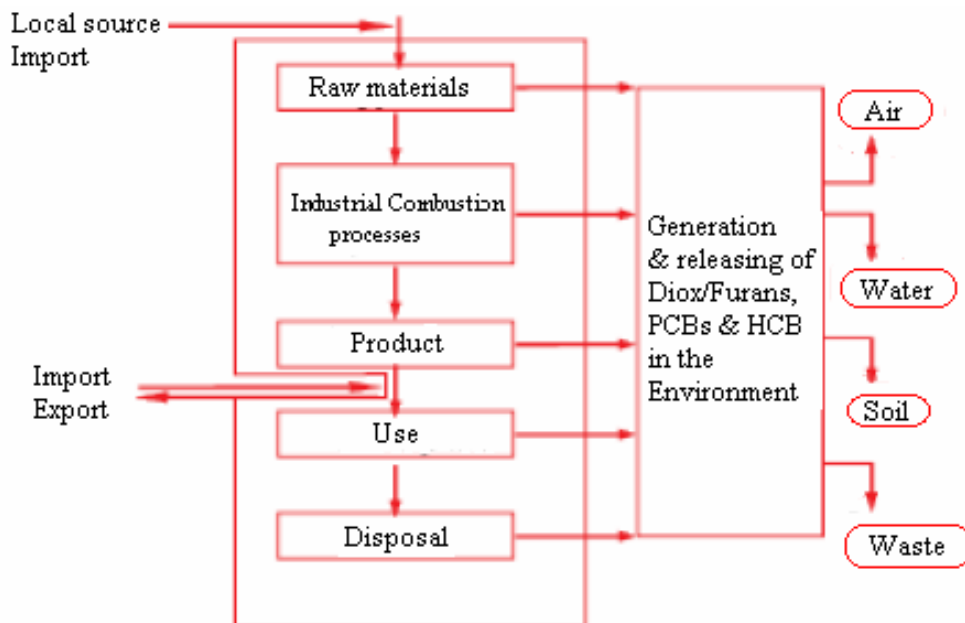 Local source
Import
Raw materials
Industrial Combustion
processes
Product
Import
Export
Use
Disposal
Generation
& releasing of
Diox/Furans,
PCBs & HCB
in the
Environment
Air
Water
Soil
Waste